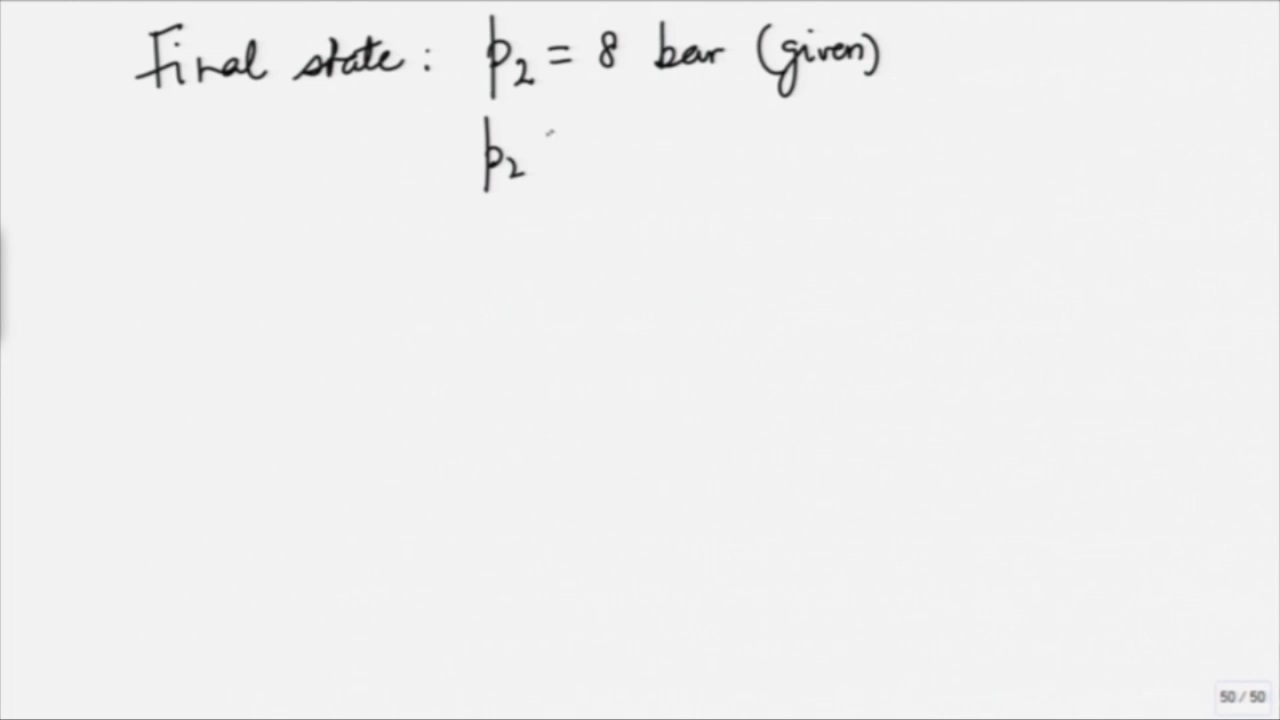 Final state: p₂ = 8 bar (given)
p₂
50 / 50